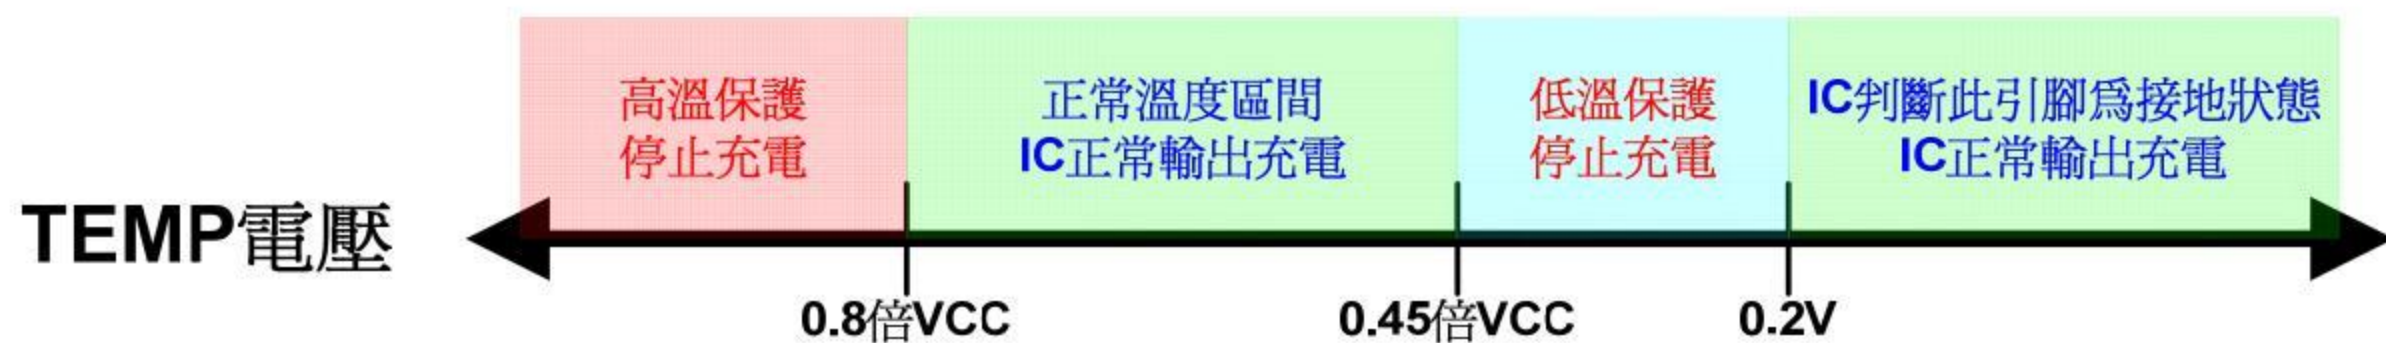 高溫保護
停止充電
正常溫度區間
IC正常輸出充電
低溫保護
停止充電
IC判斷此引腳爲接地狀態
IC正常輸出充電
TEMP電壓
0.8倍VCC
0.45倍VCC
0.2V